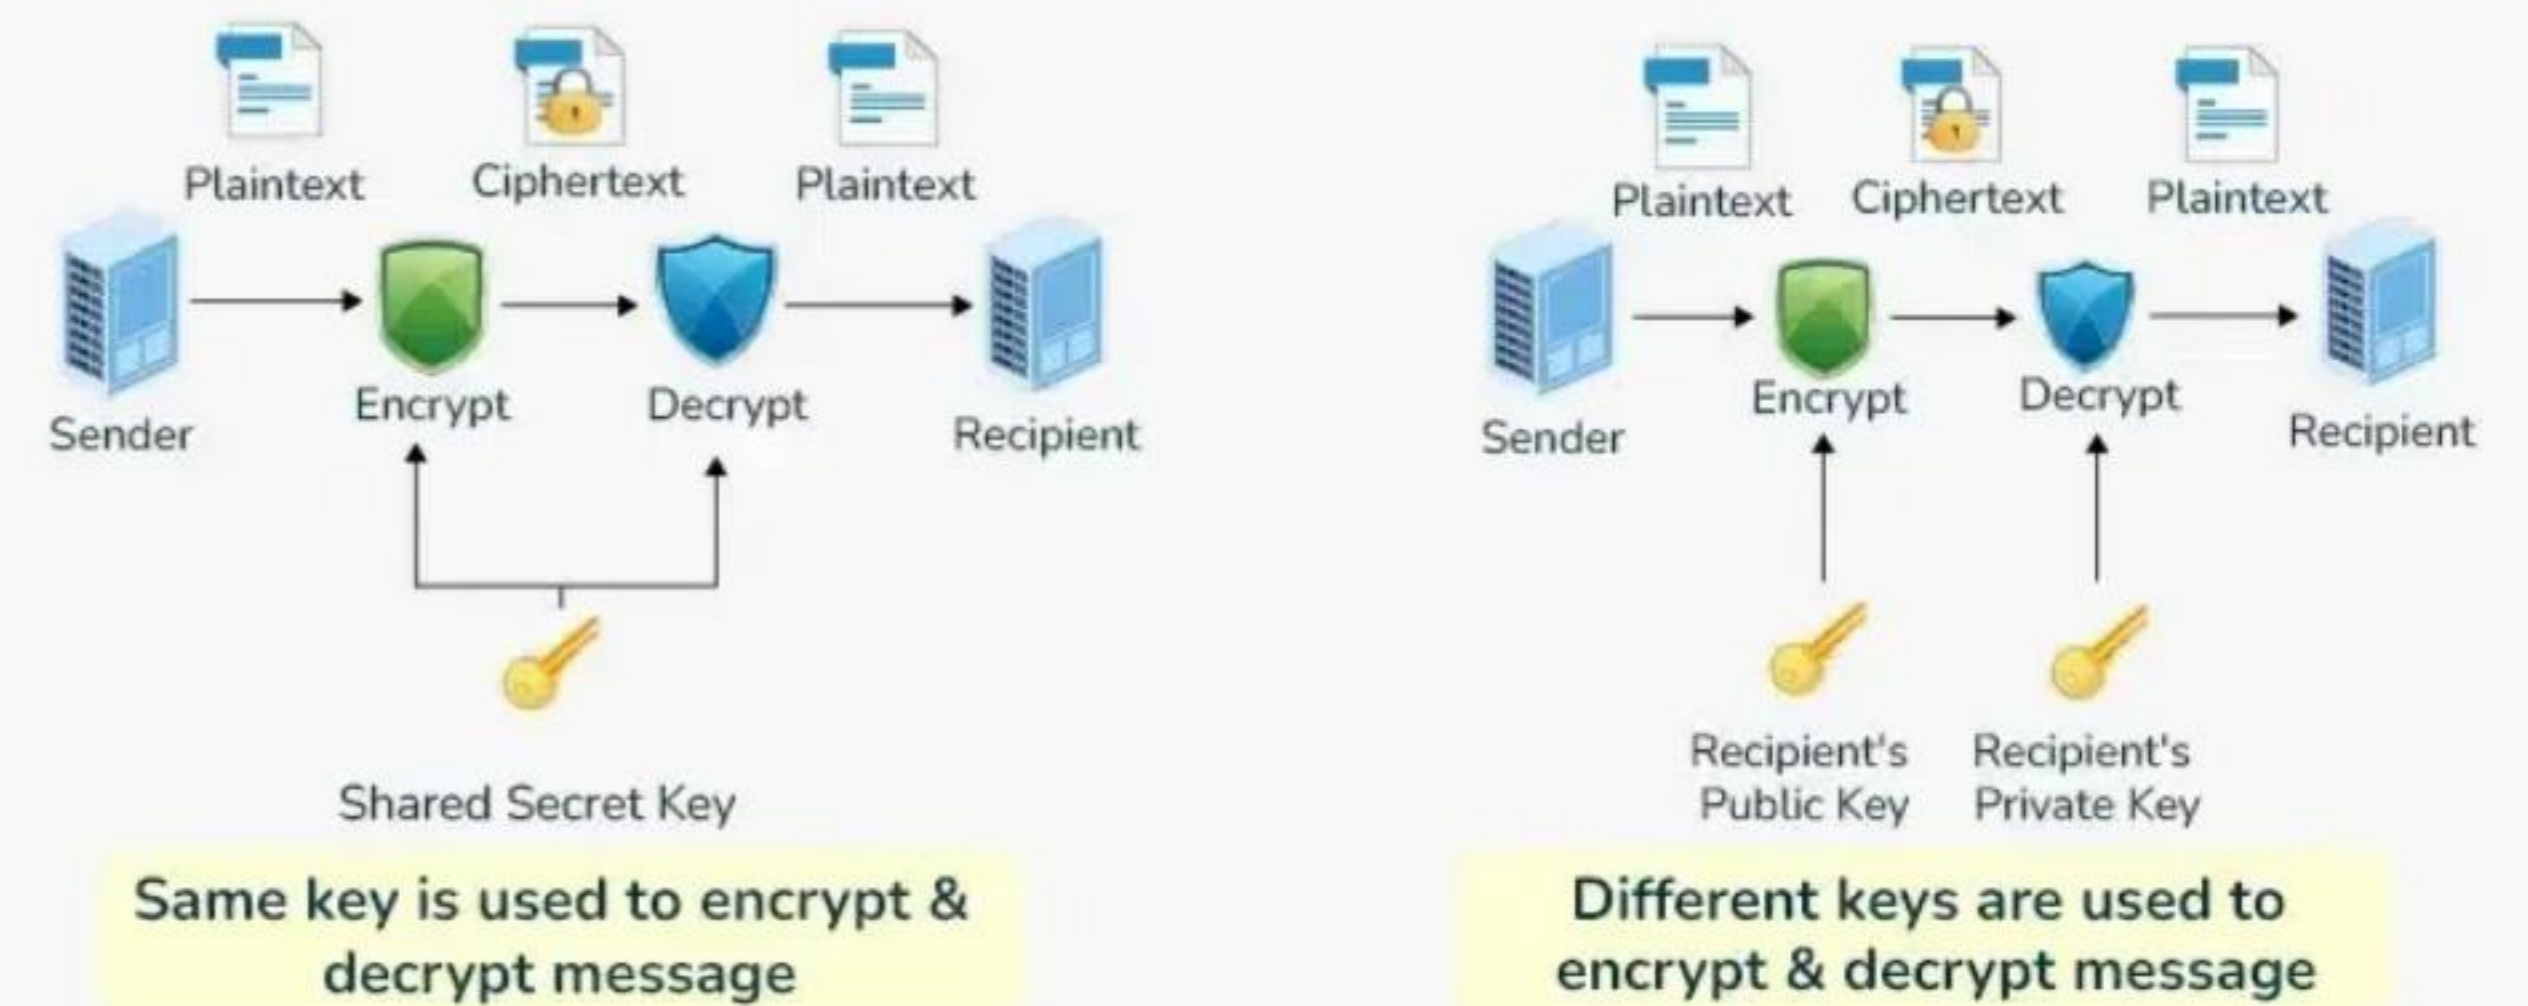 Plaintext
Ciphertext
Plaintext
Encrypt
Decrypt
Sender
Recipient
Shared Secret Key
Same key is used to encrypt &
decrypt message
Plaintext
Ciphertext
Plaintext
Encrypt
Decrypt
Sender
Recipient
Recipient's
Public Key
Recipient's
Private Key
Different keys are used to
encrypt & decrypt message